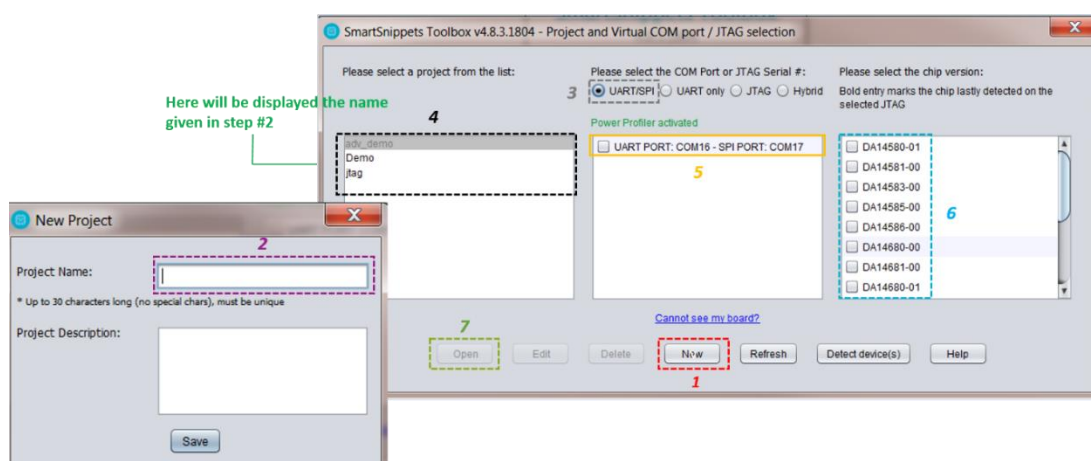 SmartSnippets Toolbox v4.8.3.1804 - Project and Virtual COM port / JTAG selection
X
Please select a project from the list:
Please select the COM Port or JTAG Serial #:
Please select the chip version:
3
UART/SPI
UART only
JTAG
Hybrid
Bold entry marks the chip lastly detected on the
selected JTAG
Here will be displayed the name
given in step #2
4
Power Profiler activated
adv_demo
Demo
jtag
UART PORT: COM16 - SPI PORT: COM17
5
DA14580-01
DA14581-00
DA14583-00
DA14585-00
DA14586-00
DA14680-00
DA14681-00
DA14680-01
6
New Project
X
2
Project Name:
* Up to 30 characters long (no special chars), must be unique
Project Description:
Save
Cannot see my board?
7
Open
Edit
Delete
New
Refresh
Detect device(s)
Help
1